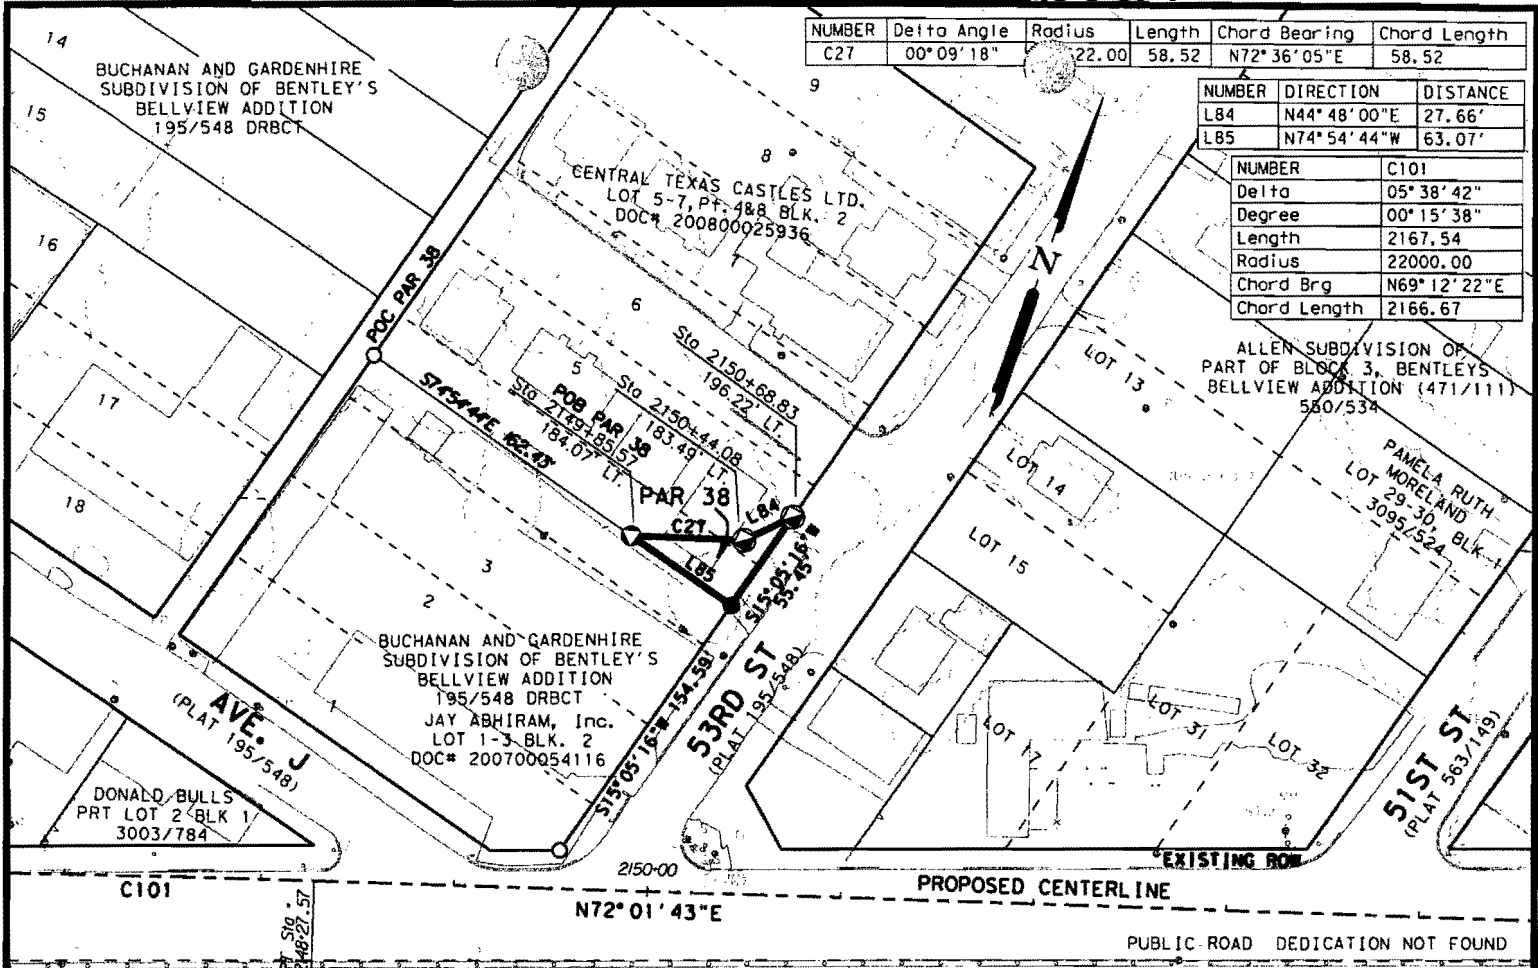 NUMBER Delta Angle Radius Length Chord Bearing Chord Length
C27 00°09'18" 22.00 58.52 N72°36'05"E 58.52
NUMBER DIRECTION DISTANCE
L84 N44°48'00"E 27.66'
L85 N74°54'44"W 63.07'
NUMBER C101
Delta 05°38'42"
Degree 00°15'38"
Length 2167.54
Radius 22000.00
Chord Brg N69°12'22"E
Chord Length 2166.67
14
BUCHANAN AND GARDENHIRE
SUBDIVISION OF BENTLEY'S
BELLVIEW ADDITION
195/548 DRBCT
15
16
17
18
9
8
CENTRAL TEXAS CASTLES LTD.
LOT 5-7, Pt. 4&8 BLK. 2
DOC# 200800025936
7
6
5
N
POC PAR 38
S74°54'44"E 162.43'
POB PAR 38
Sta 2149+85.57
184.07' LT.
Sta 2150+44.08
183.49' LT
Sta 2150+68.83
196.22' LT.
PAR 38
C27
L84
L85
S15°05'16"W
55.45'
ALLEN SUBDIVISION OF
PART OF BLOCK 3, BENTLEYS
BELLVIEW ADDITION (471/111)
550/534
LOT 13
LOT 14
LOT 15
LOT 17
LOT 31
LOT 32
PAMELA RUTH
MORELAND
LOT 29-30, BLK 1
3095/524
3
2
1
BUCHANAN AND GARDENHIRE
SUBDIVISION OF BENTLEY'S
BELLVIEW ADDITION
195/548 DRBCT
JAY ABHIRAM, Inc.
LOT 1-3 BLK. 2
DOC# 200700054116
S15°05'16"W 154.59'
53RD ST
(PLAT 195/548)
AVE. J
(PLAT 195/548)
51ST ST
(PLAT 563/149)
DONALD BULLS
PRT LOT 2 BLK 1
3003/784
EXISTING ROW
2150+00
C101
PROPOSED CENTERLINE
N72°01'43"E
PT Sta
48+27.57
PUBLIC ROAD DEDICATION NOT FOUND